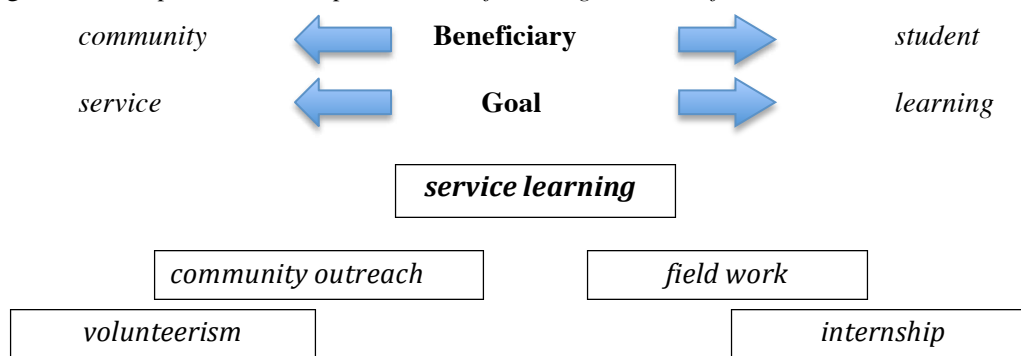 community Beneficiary student
service Goal learning
service learning
community outreach field work
volunteerism internship